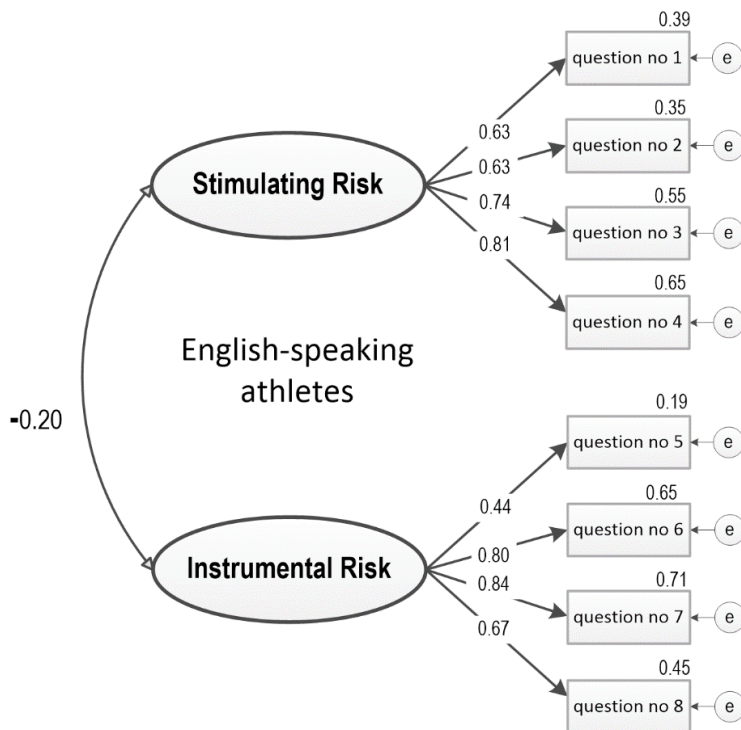 0.39
question no 1
e
0.63
0.35
question no 2
e
0.63
Stimulating Risk
0.74
0.55
question no 3
e
0.81
0.65
question no 4
e
English-speaking
athletes
-0.20
0.19
question no 5
e
0.44
0.65
question no 6
e
0.80
Instrumental Risk
0.84
0.71
question no 7
e
0.67
0.45
question no 8
e